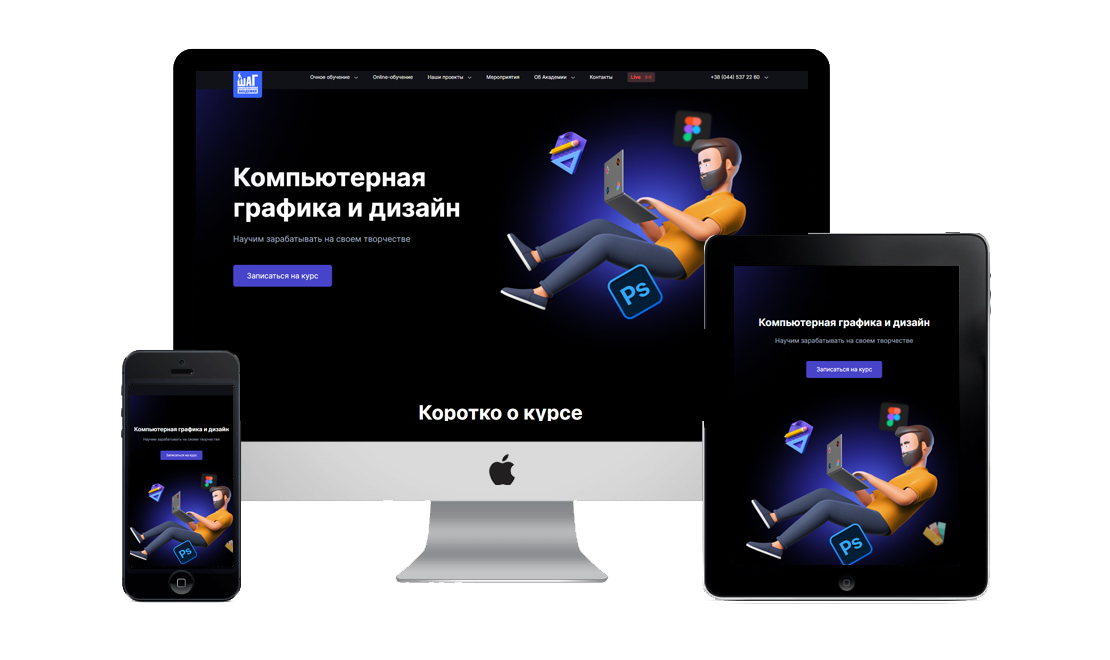 ШАГ
Очное обучение
Online-обучение
Наши проекты
Мероприятия
Об Академии
Контакты
Live
+38 (044) 537 22 60
Компьютерная
графика и дизайн
Научим зарабатывать на своем творчестве
Записаться на курс
Ps
Коротко о курсе
Компьютерная графика и дизайн
Научим зарабатывать на своем творчестве
Записаться на курс
Ps
Компьютерная графика и дизайн
Научим зарабатывать на своем творчестве
Записаться на курс
Ps